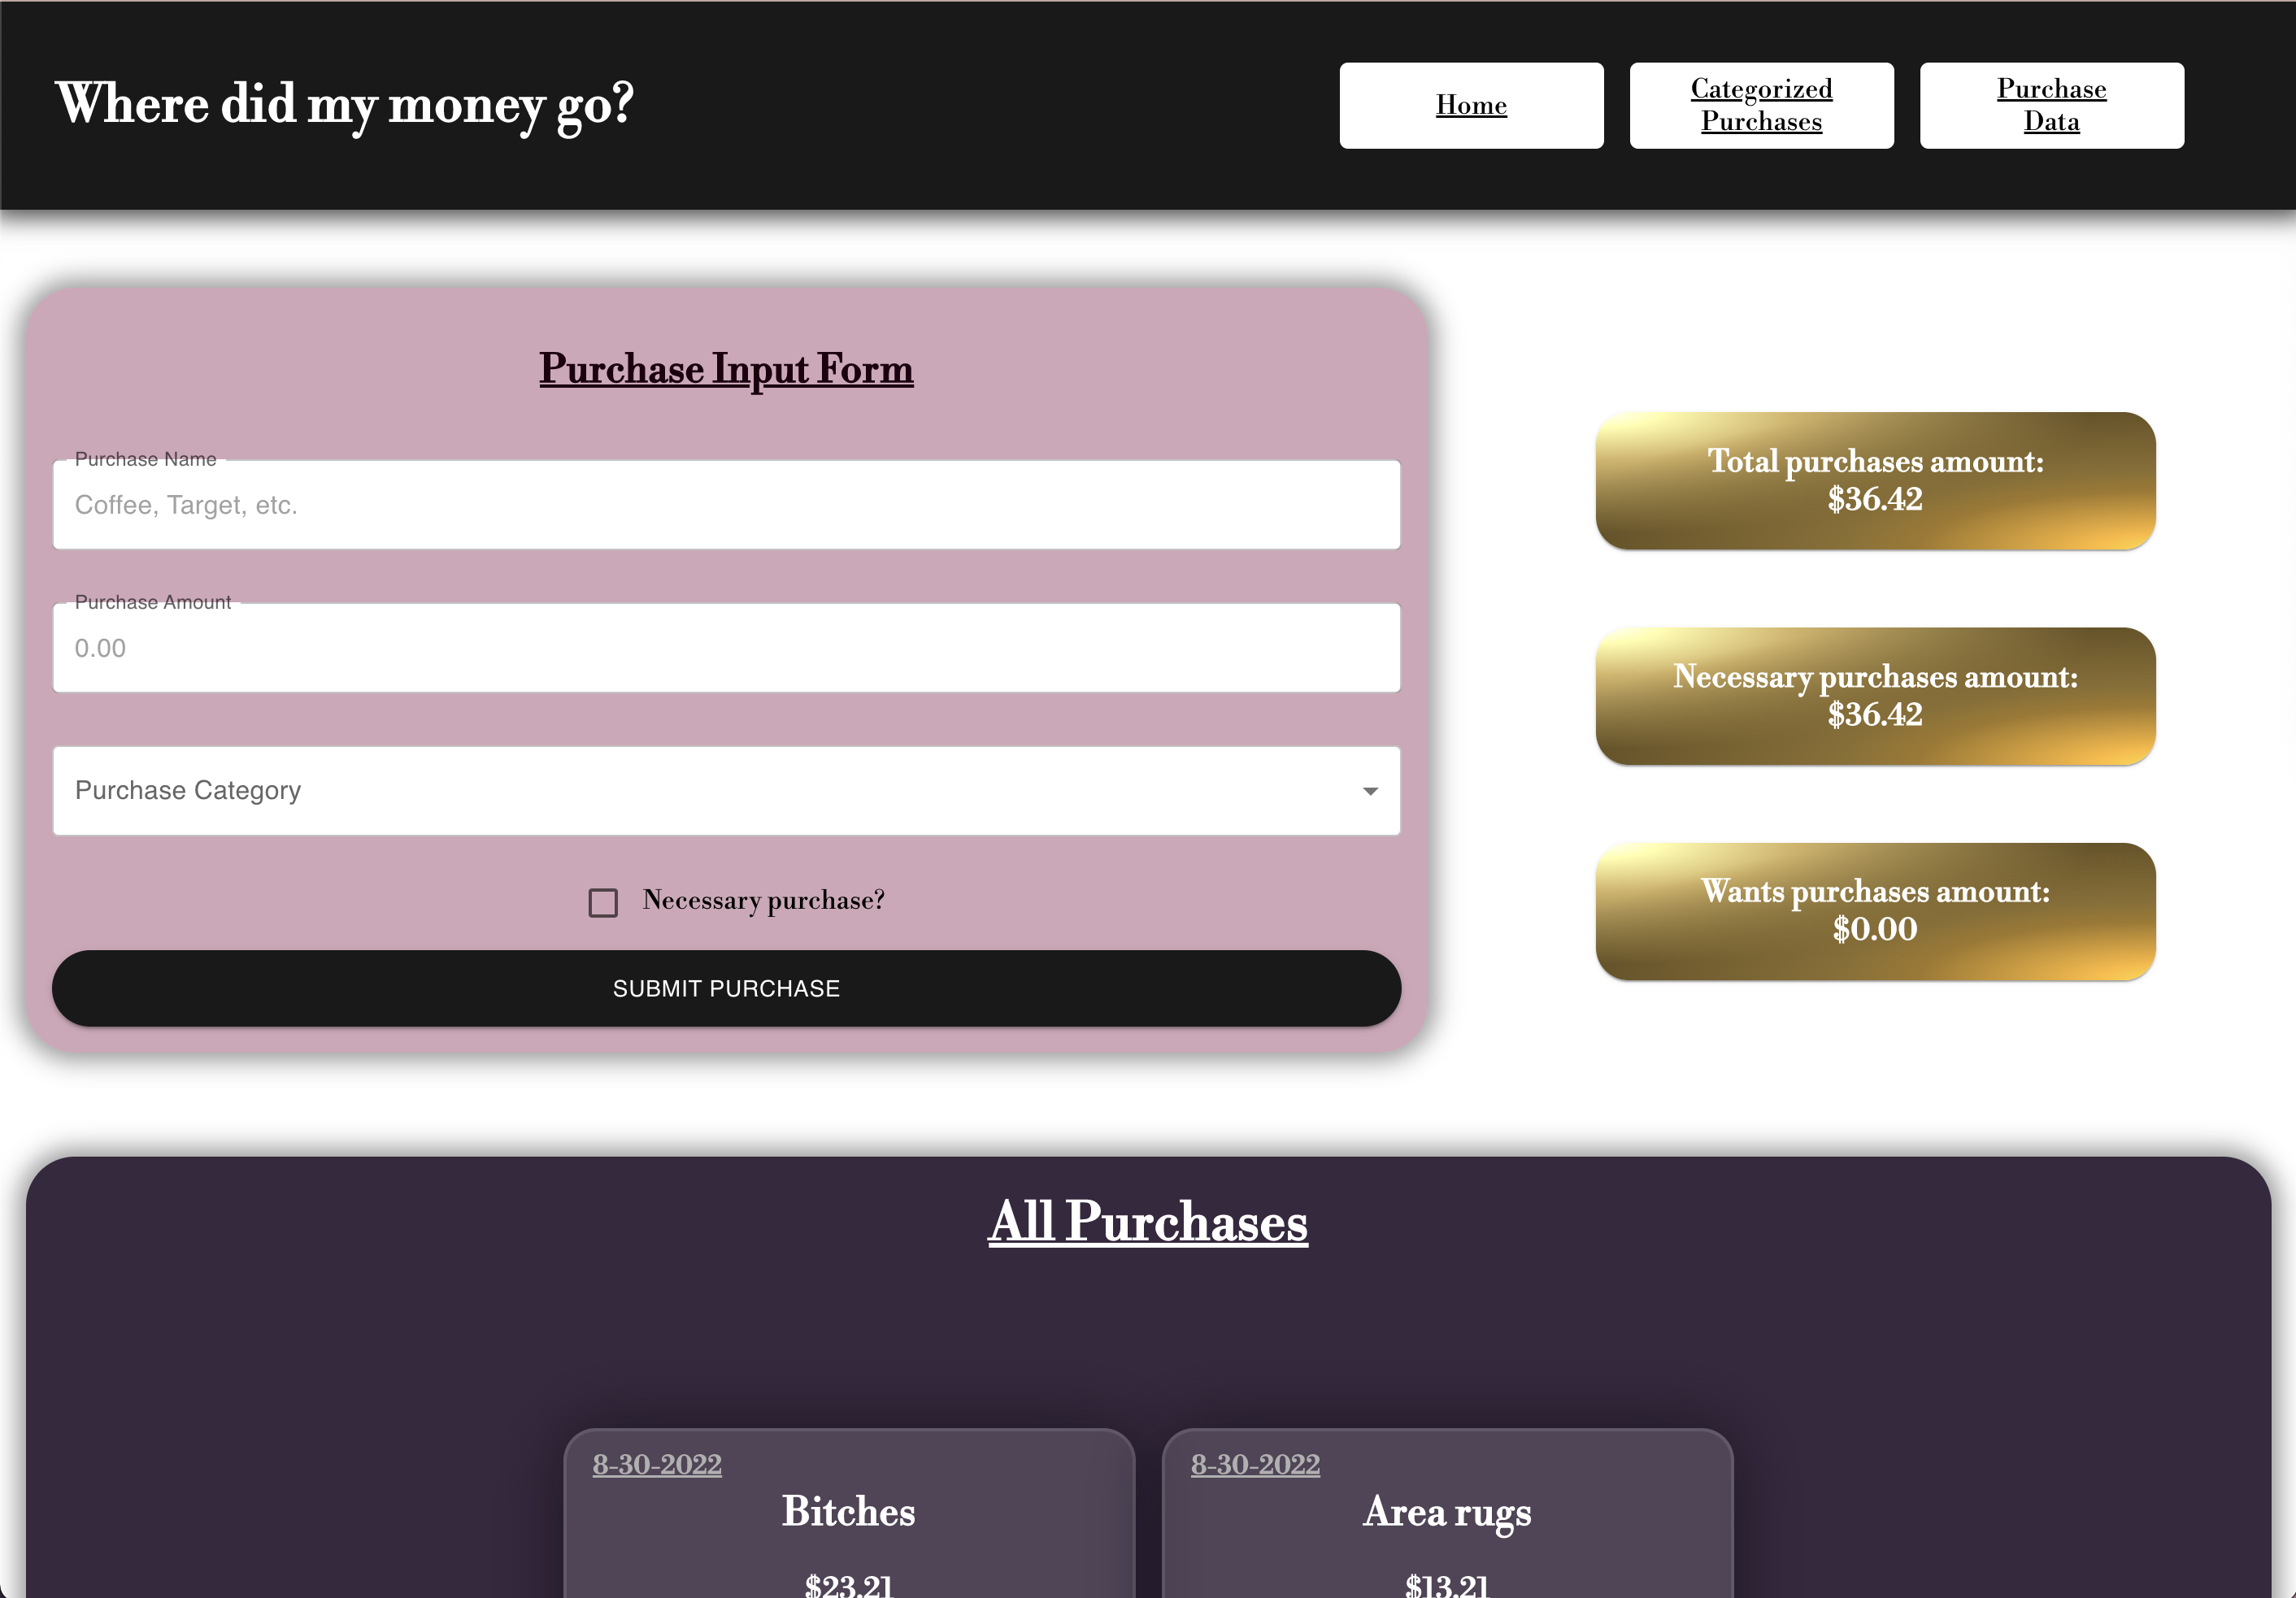 Where did my money go?
Home
Categorized
Purchases
Purchase
Data
Purchase Input Form
Purchase Name
Coffee, Target, etc.
Purchase Amount
0.00
Purchase Category
Necessary purchase?
SUBMIT PURCHASE
Total purchases amount:
$36.42
Necessary purchases amount:
$36.42
Wants purchases amount:
$0.00
All Purchases
8-30-2022
Bitches
$23.21
8-30-2022
Area rugs
$13.21